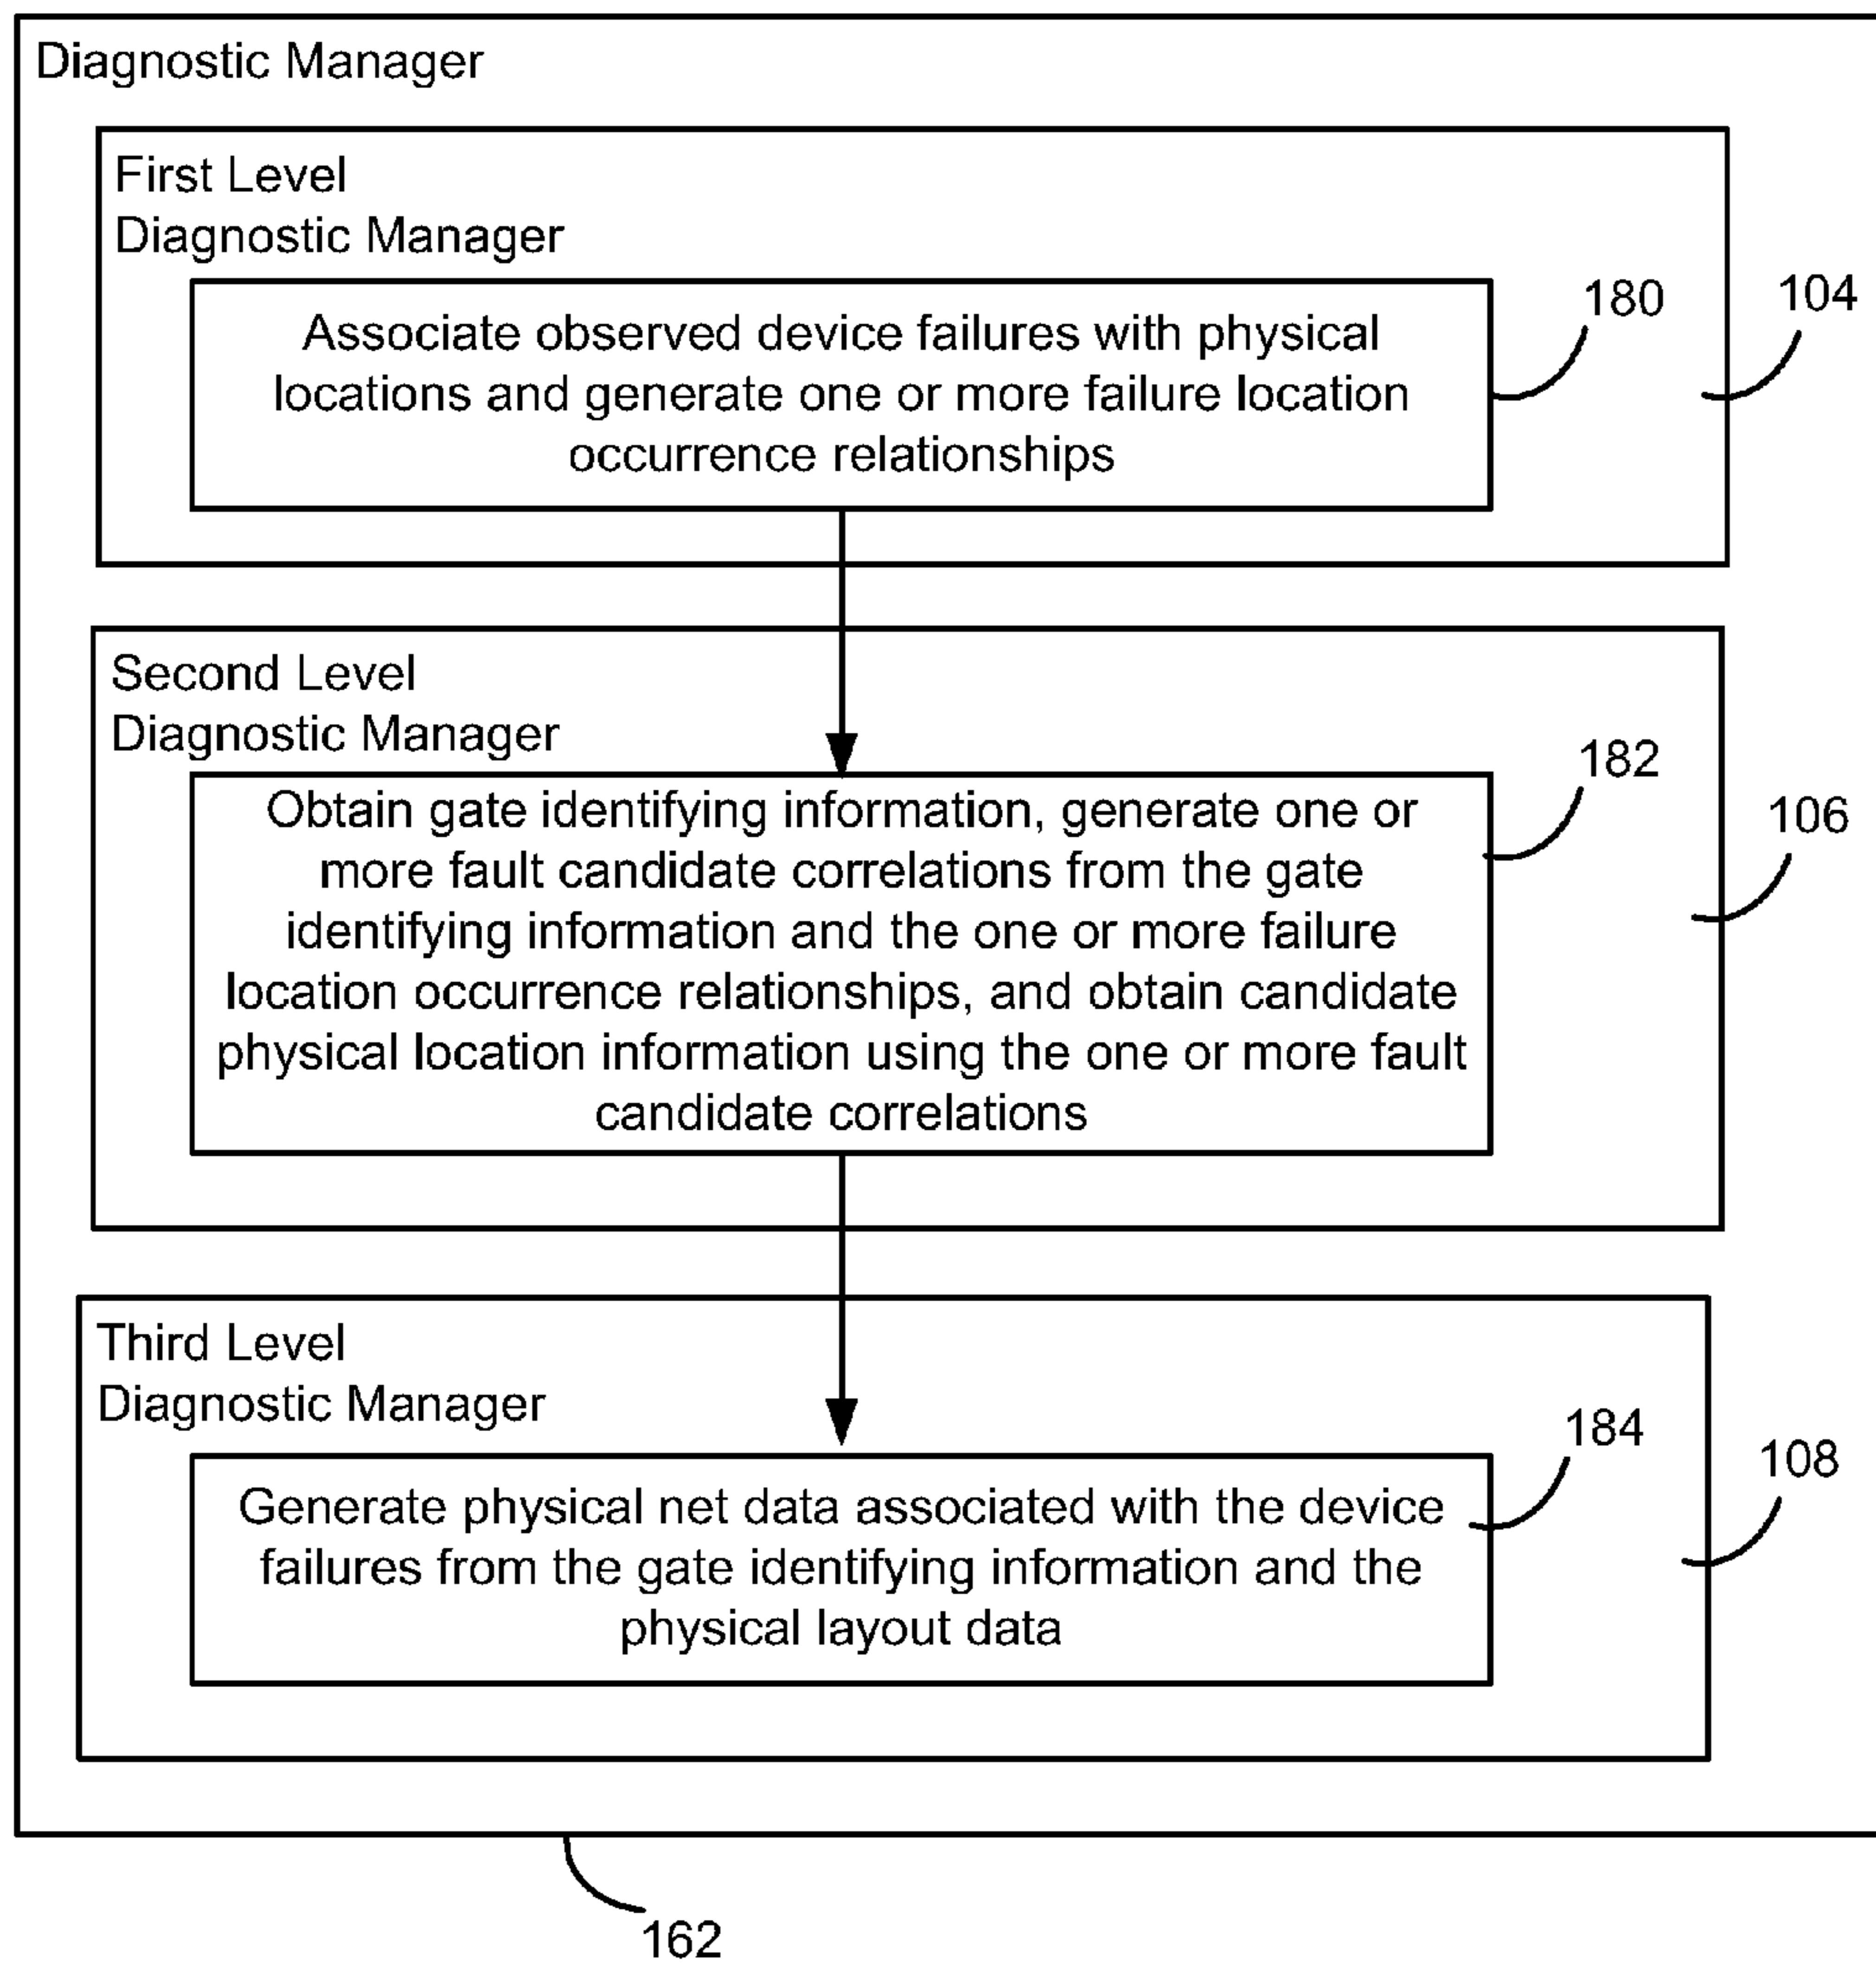 Diagnostic Manager
First Level
Diagnostic Manager
180
104
Associate observed device failures with physical
locations and generate one or more failure location
occurrence relationships
Second Level
Diagnostic Manager
182
106
Obtain gate identifying information, generate one or
more fault candidate correlations from the gate
identifying information and the one or more failure
location occurrence relationships, and obtain candidate
physical location information using the one or more fault
candidate correlations
Third Level
Diagnostic Manager
184
108
Generate physical net data associated with the device
failures from the gate identifying information and the
physical layout data
162